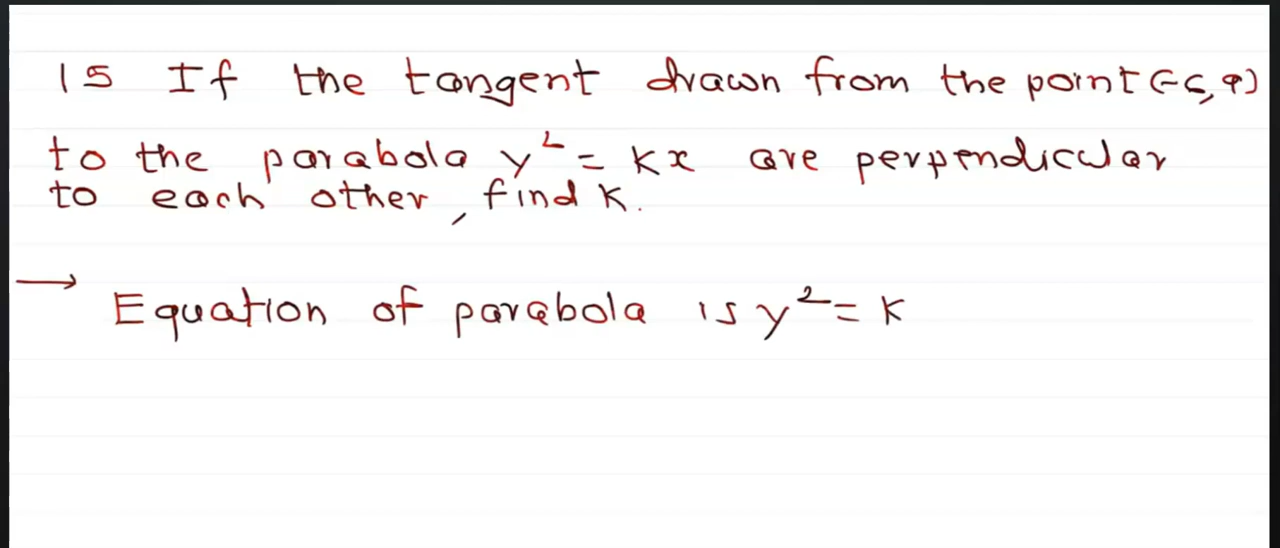 15 If the tangent drawn from the point (-6, 9)
to the parabola y² = kx are perpendicular
to each other, find k.
→ Equation of parabola is y² = k